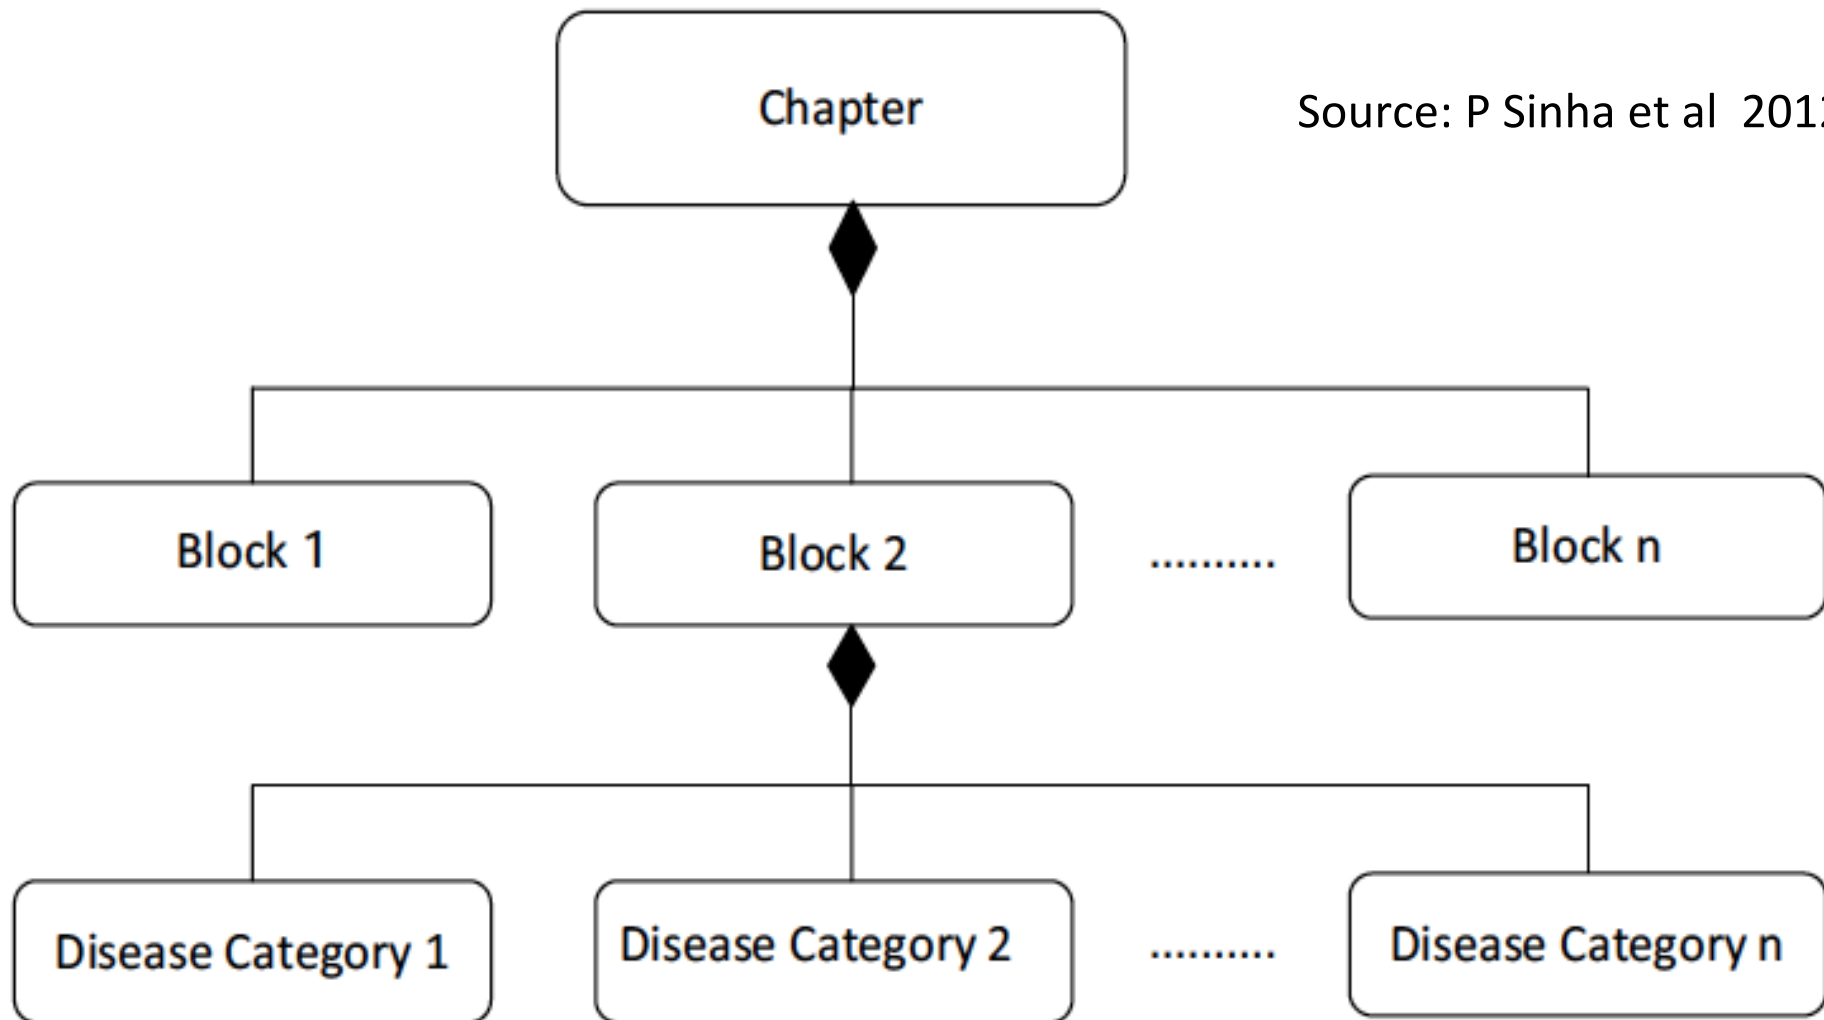 Chapter
Source: P Sinha et al 201
Block 1
Block 2
..........
Block n
Disease Category 1
Disease Category 2
..........
Disease Category n